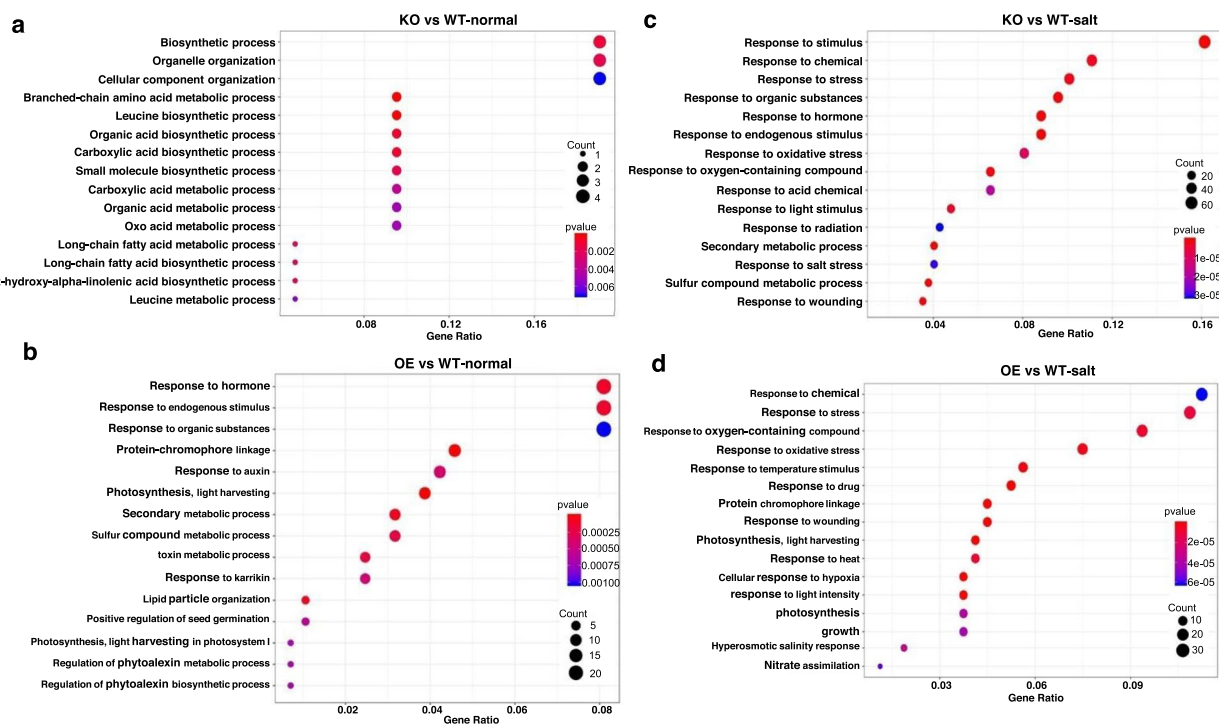 a
KO vs WT-normal
Biosynthetic process
Organelle organization
Cellular component organization
Branched-chain amino acid metabolic process
Leucine biosynthetic process
Organic acid biosynthetic process
Carboxylic acid biosynthetic process
Small molecule biosynthetic process
Carboxylic acid metabolic process
Organic acid metabolic process
Oxo acid metabolic process
Long-chain fatty acid metabolic process
Long-chain fatty acid biosynthetic process
-hydroxy-alpha-linolenic acid biosynthetic process
Leucine metabolic process
Count
1
2
3
4
pvalue
0.002
0.004
0.006
0.08 0.12 0.16
Gene Ratio
b
OE vs WT-normal
Response to hormone
Response to endogenous stimulus
Response to organic substances
Protein-chromophore linkage
Response to auxin
Photosynthesis, light harvesting
Secondary metabolic process
Sulfur compound metabolic process
toxin metabolic process
Response to karrikin
Lipid particle organization
Positive regulation of seed germination
Photosynthesis, light harvesting in photosystem I
Regulation of phytoalexin metabolic process
Regulation of phytoalexin biosynthetic process
pvalue
0.00025
0.00050
0.00075
0.00100
Count
5
10
15
20
0.02 0.04 0.06 0.08
Gene Ratio
c
KO vs WT-salt
Response to stimulus
Response to chemical
Response to stress
Response to organic substances
Response to hormone
Response to endogenous stimulus
Response to oxidative stress
Response to oxygen-containing compound
Response to acid chemical
Response to light stimulus
Response to radiation
Secondary metabolic process
Response to salt stress
Sulfur compound metabolic process
Response to wounding
Count
20
40
60
pvalue
1e-05
2e-05
3e-05
0.04 0.08 0.12 0.16
Gene Ratio
d
OE vs WT-salt
Response to chemical
Response to stress
Response to oxygen-containing compound
Response to oxidative stress
Response to temperature stimulus
Response to drug
Protein chromophore linkage
Response to wounding
Photosynthesis, light harvesting
Response to heat
Cellular response to hypoxia
response to light intensity
photosynthesis
growth
Hyperosmotic salinity response
Nitrate assimilation
pvalue
2e-05
4e-05
6e-05
Count
10
20
30
0.03 0.06 0.09
Gene Ratio